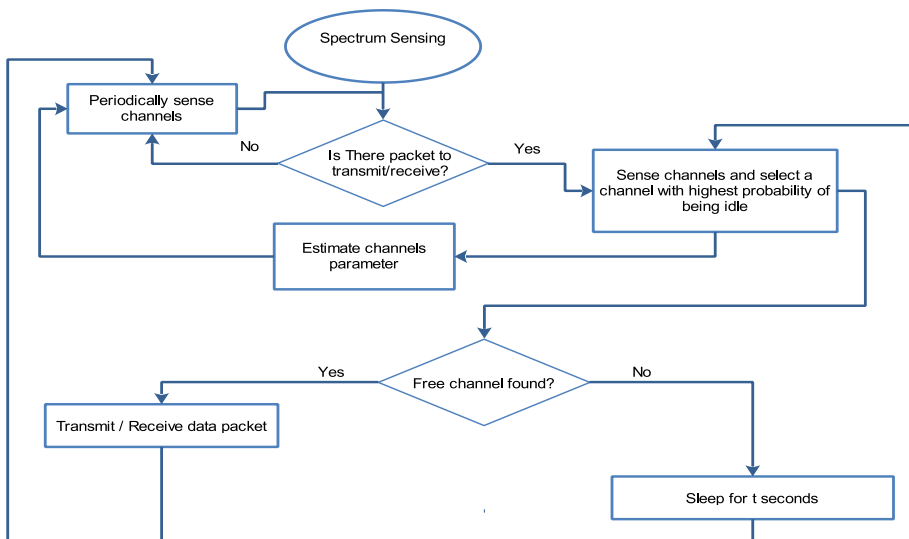 Spectrum Sensing
Periodically sense
channels
No
Is There packet to
transmit/receive?
Yes
Sense channels and select a
channel with highest probability of
being idle
Estimate channels
parameter
Yes
Free channel found?
No
Transmit / Receive data packet
Sleep for t seconds